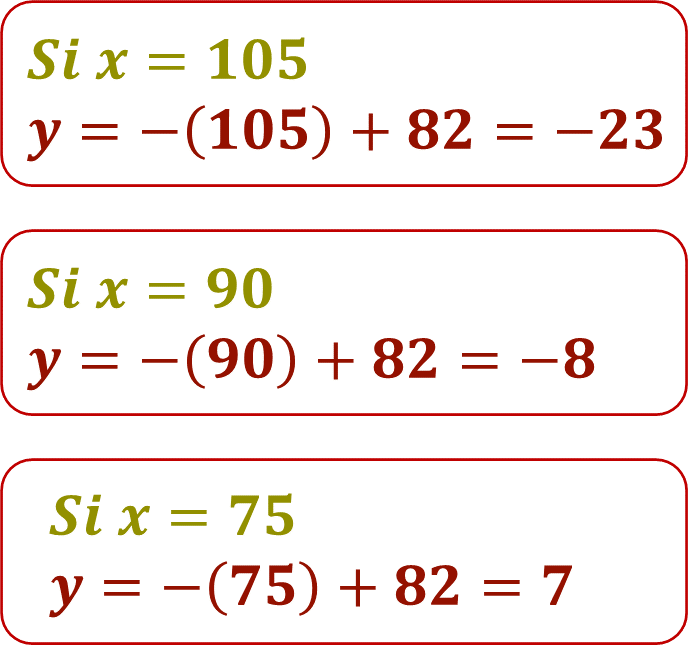 Si x = 105
y = −(105) + 82 = −23
Si x = 90
y = −(90) + 82 = −8
Si x = 75
y = −(75) + 82 = 7